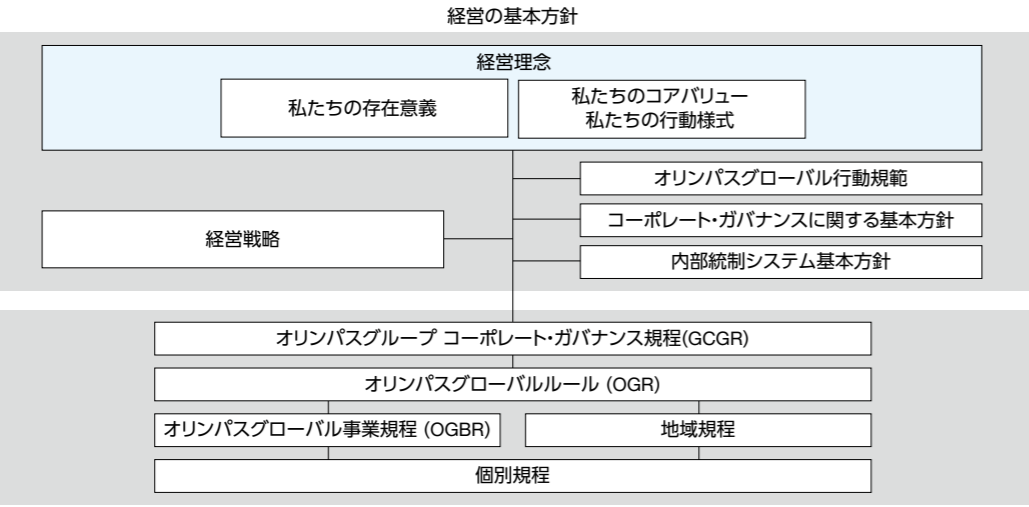 経営の基本方針
経営理念
私たちの存在意義
私たちのコアバリュー
私たちの行動様式
オリンパスグローバル行動規範
コーポレート・ガバナンスに関する基本方針
経営戦略
内部統制システム基本方針
オリンパスグループ コーポレート・ガバナンス規程(GCGR)
オリンパスグローバルルール (OGR)
オリンパスグローバル事業規程 (OGBR)
地域規程
個別規程